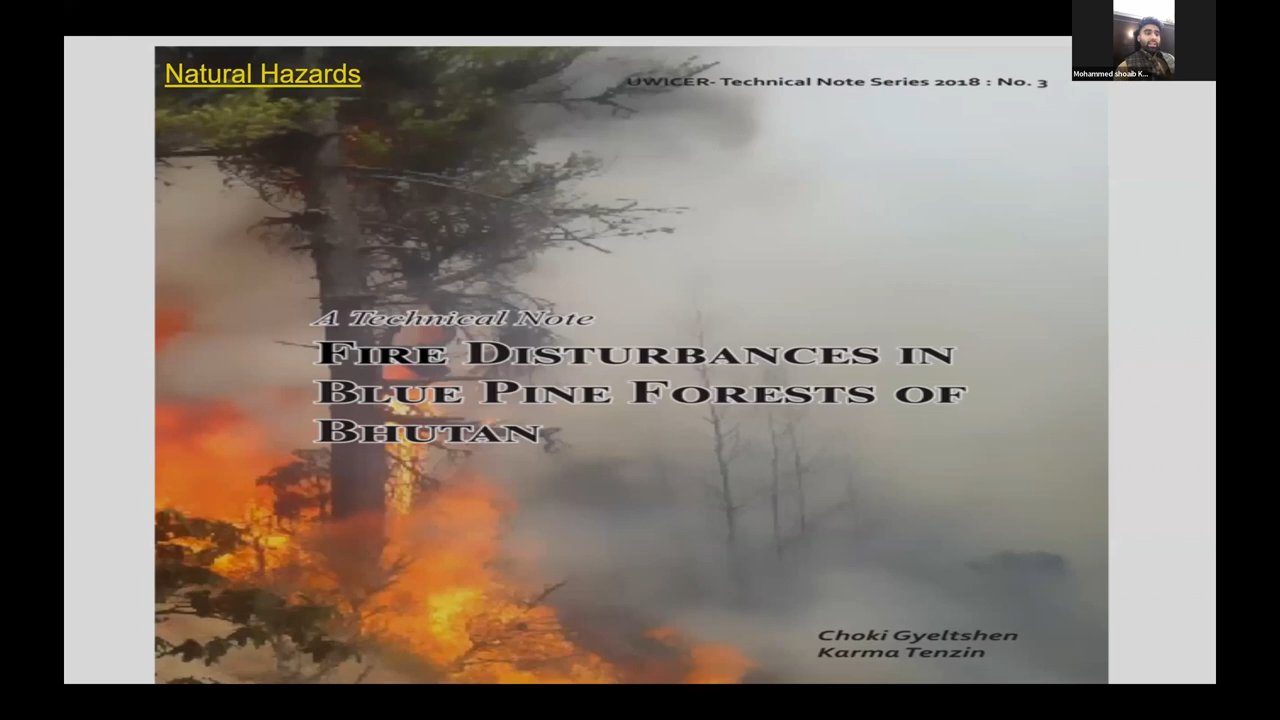 Natural Hazards
UWICER- Technical Note Series 2018 : No. 3
Mohammed shoaib K...
A Technical Note
FIRE DISTURBANCES IN
BLUE PINE FORESTS OF
BHUTAN
Choki Gyeltshen
Karma Tenzin